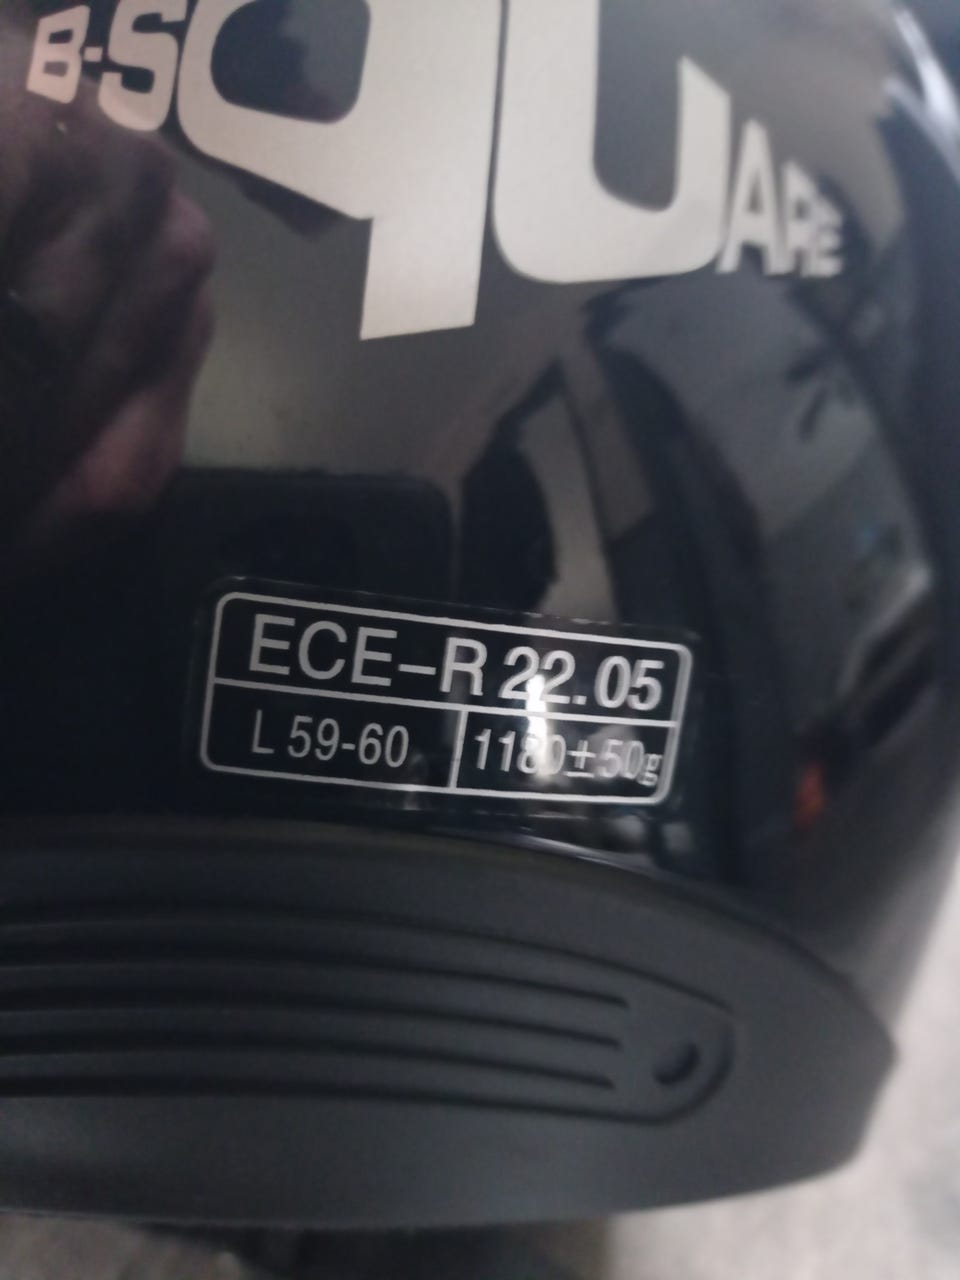 B-SQUARE
ECE-R 22.05
L 59-60
1180±50g